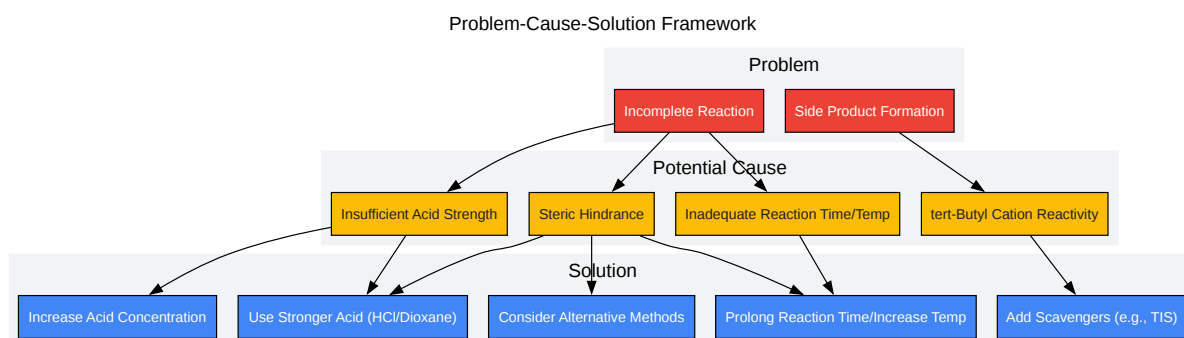 Problem-Cause-Solution Framework
Problem
Incomplete Reaction
Side Product Formation
Potential Cause
Insufficient Acid Strength
Steric Hindrance
Inadequate Reaction Time/Temp
tert-Butyl Cation Reactivity
Solution
Increase Acid Concentration
Use Stronger Acid (HCl/Dioxane)
Consider Alternative Methods
Prolong Reaction Time/Increase Temp
Add Scavengers (e.g., TIS)